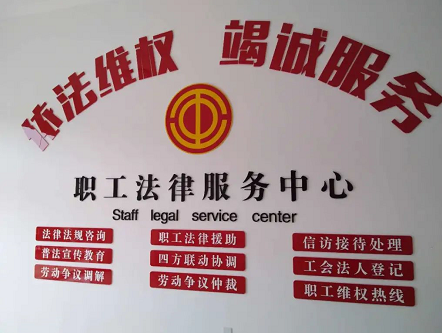 依法维权 竭诚服务
职工法律服务中心
Staff legal service center
法律法规咨询
普法宣传教育
劳动争议调解
职工法律援助
四方联动协调
劳动争议仲裁
信访接待处理
工会法人登记
职工维权热线